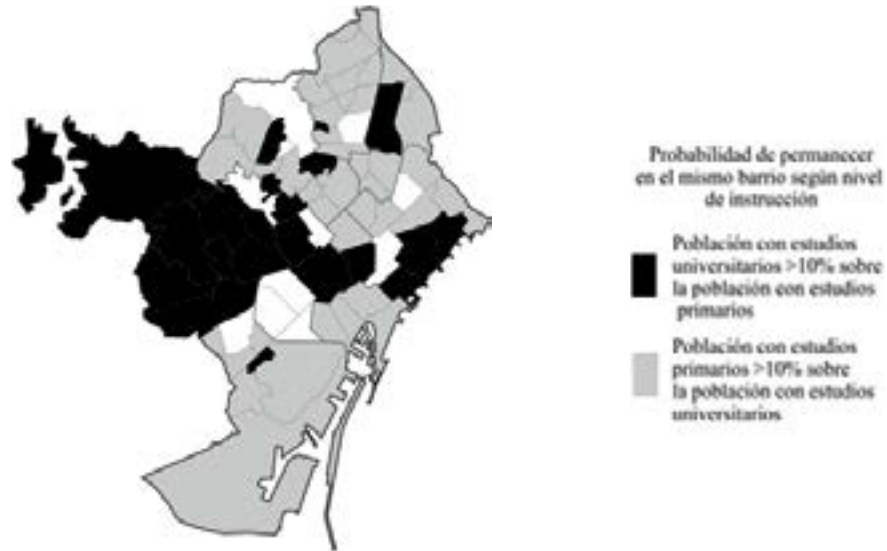 Probabilidad de permanecer
en el mismo barrio según nivel
de instrucción
Población con estudios
universitarios >10% sobre
la población con estudios
primarios
Población con estudios
primarios >10% sobre
la población con estudios
universitarios